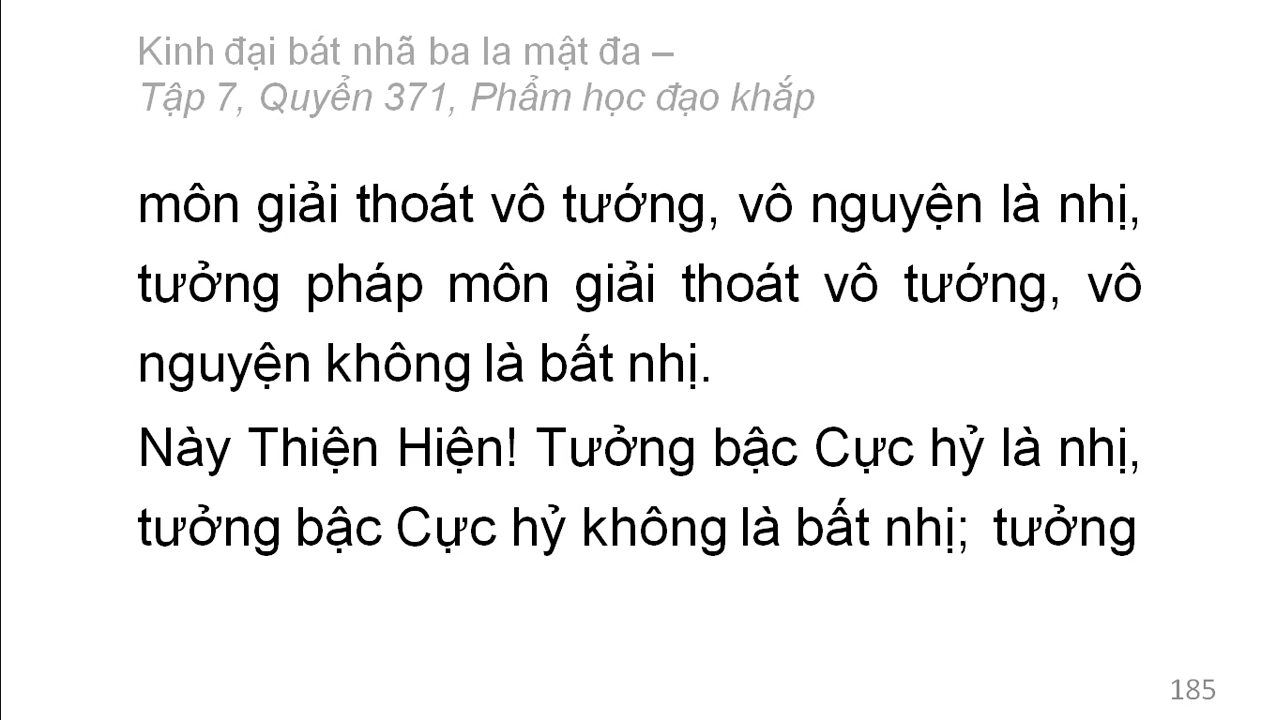 Kinh đại bát nhã ba la mật đa –
Tập 7, Quyển 371, Phẩm học đạo khắp
môn giải thoát vô tướng, vô nguyện là nhị,
tưởng pháp môn giải thoát vô tướng, vô
nguyện không là bất nhị.
Này Thiện Hiện! Tưởng bậc Cực hỷ là nhị,
tưởng bậc Cực hỷ không là bất nhị; tưởng
185